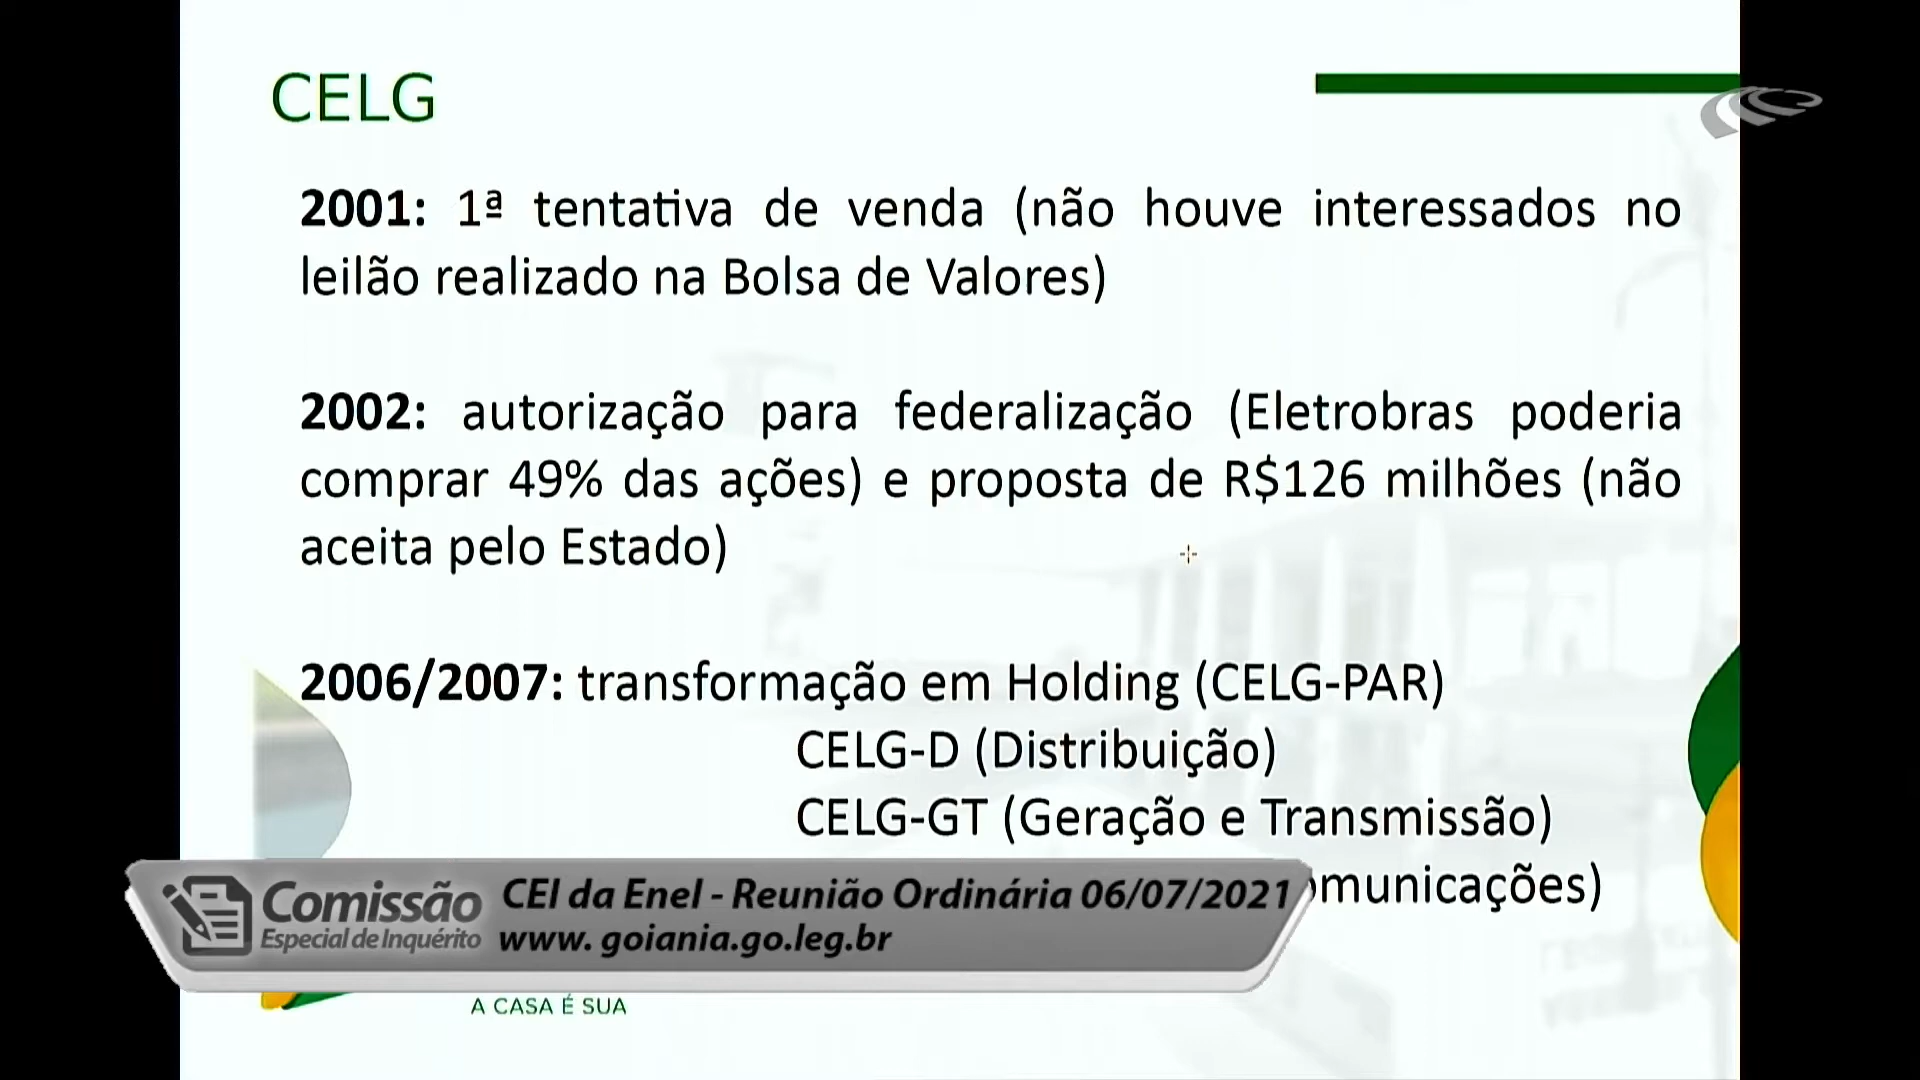 CELG
2001: 1ª tentativa de venda (não houve interessados no
leilão realizado na Bolsa de Valores)
2002: autorização para federalização (Eletrobras poderia
comprar 49% das ações) e proposta de R$126 milhões (não
aceita pelo Estado)
2006/2007: transformação em Holding (CELG-PAR)
CELG-D (Distribuição)
CELG-GT (Geração e Transmissão)
omunicações)
Comissão
Especial de Inquérito
CEI da Enel - Reunião Ordinária 06/07/2021
www. goiania.go.leg.br
A CASA É SUA